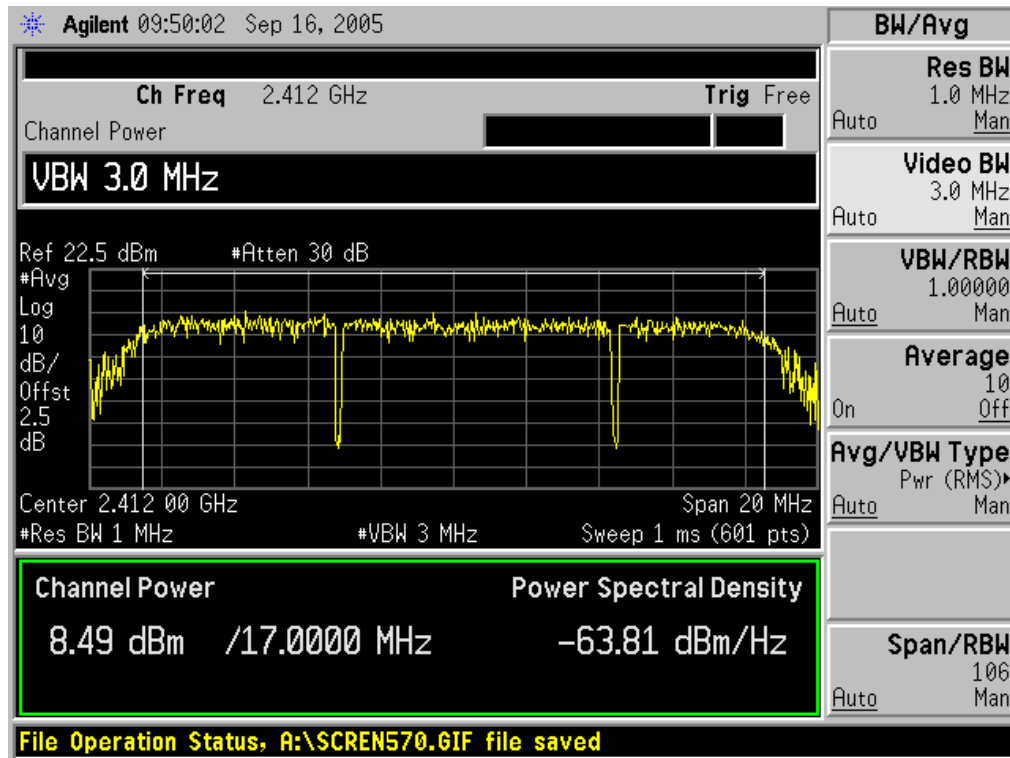 Agilent 09:50:02 Sep 16, 2005
BW/Avg
Ch Freq 2.412 GHz Trig Free
Channel Power
VBW 3.0 MHz
Ref 22.5 dBm #Atten 30 dB
#Avg
Log
10
dB/
Offst
2.5
dB
Center 2.412 00 GHz Span 20 MHz
#Res BW 1 MHz #VBW 3 MHz Sweep 1 ms (601 pts)
Channel Power Power Spectral Density
8.49 dBm /17.0000 MHz -63.81 dBm/Hz
Res BW
1.0 MHz
Auto Man
Video BW
3.0 MHz
Auto Man
VBW/RBW
1.00000
Auto Man
Average
10
On Off
Avg/VBW Type
Pwr (RMS)
Auto Man
Span/RBW
106
Auto Man
File Operation Status, A:\SCREN570.GIF file saved